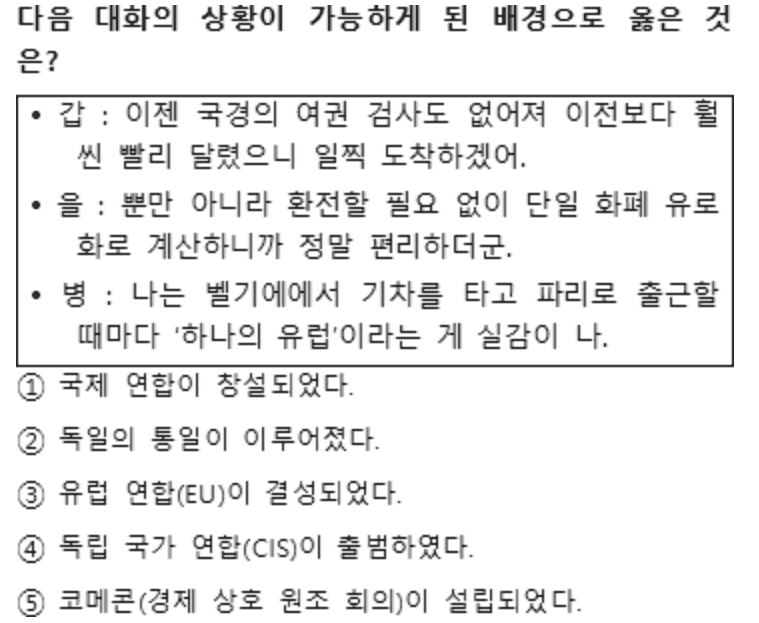 다음 대화의 상황이 가능하게 된 배경으로 옳은 것
은?
• 갑 : 이젠 국경의 여권 검사도 없어져 이전보다 훨
씬 빨리 달렸으니 일찍 도착하겠어.
• 을 : 뿐만 아니라 환전할 필요 없이 단일 화폐 유로
화로 계산하니까 정말 편리하더군.
• 병 : 나는 벨기에에서 기차를 타고 파리로 출근할
때마다 '하나의 유럽'이라는 게 실감이 나.
① 국제 연합이 창설되었다.
② 독일의 통일이 이루어졌다.
③ 유럽 연합(EU)이 결성되었다.
④ 독립 국가 연합(CIS)이 출범하였다.
⑤ 코메콘(경제 상호 원조 회의)이 설립되었다.